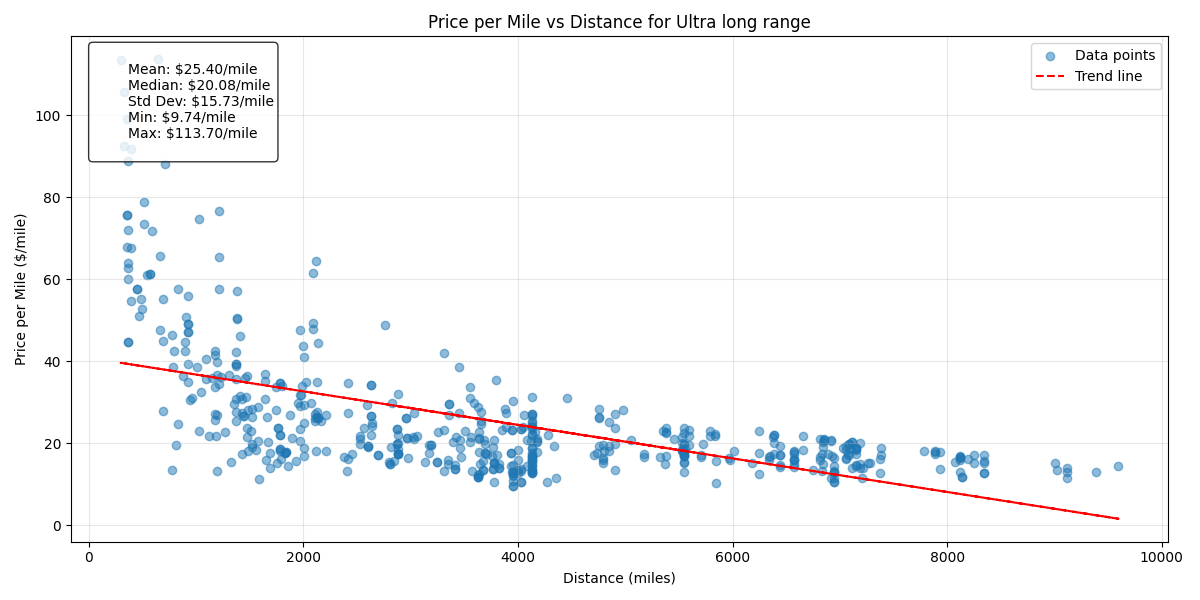 Price per Mile vs Distance for Ultra long range
Mean: $25.40/mile
Median: $20.08/mile
Std Dev: $15.73/mile
Min: $9.74/mile
Max: $113.70/mile
Data points
Trend line
Price per Mile ($/mile)
100
80
60
40
20
0
0 2000 4000 6000 8000 10000
Distance (miles)